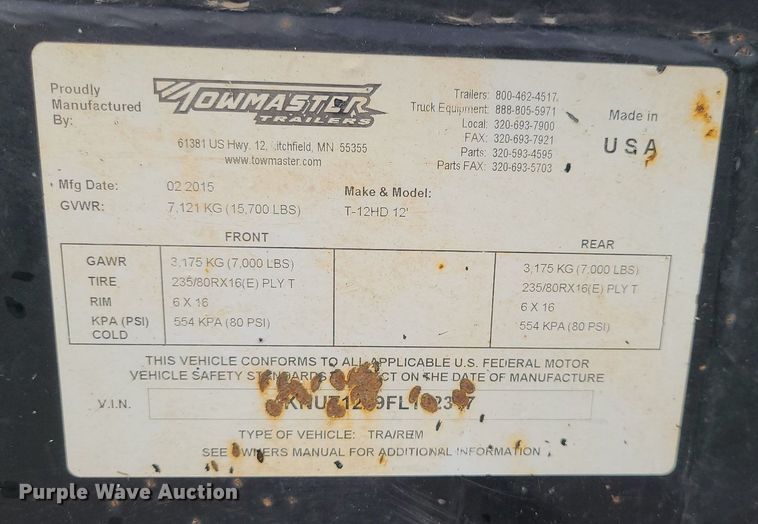 Proudly Manufactured By:
TOWMASTER
TRAILERS
61381 US Hwy. 12, MN 55355
www.towmaster.com
Trailers: 800-462-4517
Truck Equipment: 888-805-5971
Local: 320-693-7900
FAX: 320-693-7921
Parts: 320-593-4595
Parts FAX: 320-693-5703
Made in
USA
Mfg Date: 02 2015
GVWR: 7,121 KG (15,700 LBS)
Make & Model:
T-12HD 12'
FRONT REAR
GAWR 3,175 KG (7,000 LBS) 3,175 KG (7,000 LBS)
TIRE 235/80RX16(E) PLY T 235/80RX16(E) PLY T
RIM 6 X 16 6 X 16
KPA (PSI) COLD 554 KPA (80 PSI) 554 KPA (80 PSI)
THIS VEHICLE CONFORMS TO ALL APPLICABLE U.S. FEDERAL MOTOR
VEHICLE SAFETY ON THE DATE OF MANUFACTURE
V.I.N.
TYPE OF VEHICLE: TRA/REM
SEE OWNERS MANUAL FOR ADDITIONAL INFORMATION
Purple Wave Auction